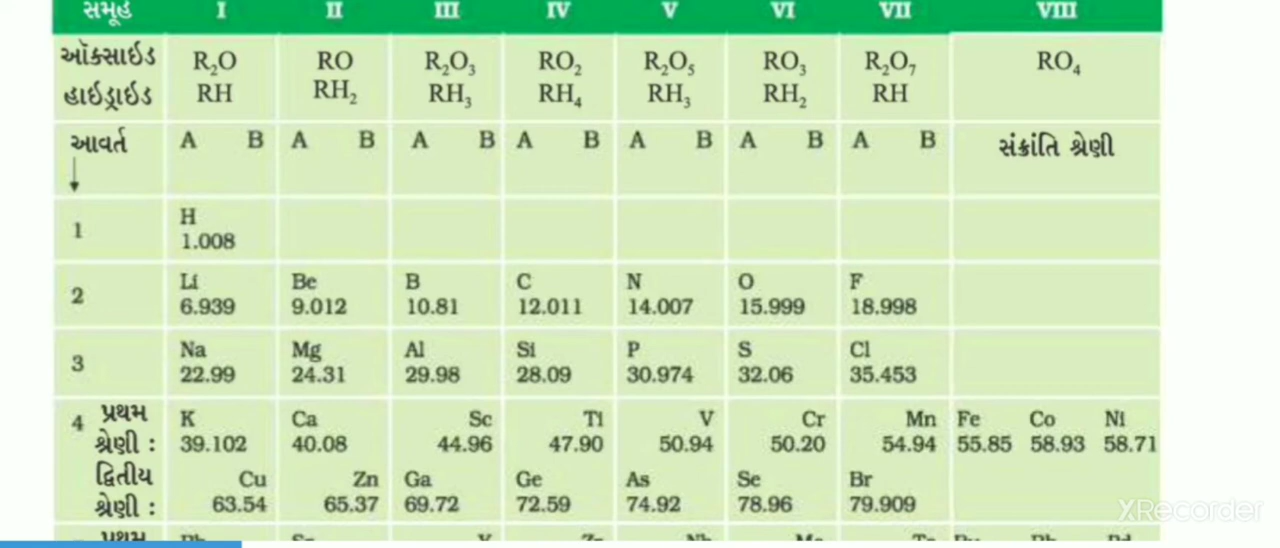 સમૂહ I II III IV V VI VII VIII
ઑક્સાઇડ R₂O RO R₂O₃ RO₂ R₂O₅ RO₃ R₂O₇ RO₄
હાઇડ્રાઇડ RH RH₂ RH₃ RH₄ RH₃ RH₂ RH
આવર્ત A B A B A B A B A B A B A B સંક્રાંતિ શ્રેણી
↓
1 H
1.008
2 Li Be B C N O F
6.939 9.012 10.81 12.011 14.007 15.999 18.998
3 Na Mg Al Si P S Cl
22.99 24.31 29.98 28.09 30.974 32.06 35.453
4 પ્રથમ K Ca Sc Ti V Cr Mn Fe Co Ni
શ્રેણી : 39.102 40.08 44.96 47.90 50.94 50.20 54.94 55.85 58.93 58.71
દ્વિતીય Cu Zn Ga Ge As Se Br
શ્રેણી : 63.54 65.37 69.72 72.59 74.92 78.96 79.909
XRecorder